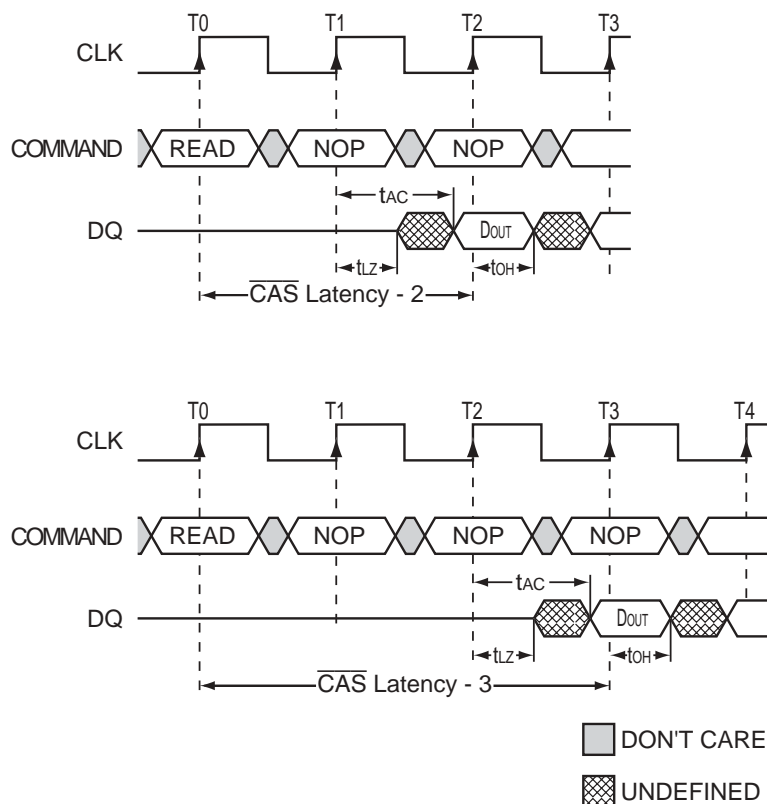 T0 T1 T2 T3
CLK
COMMAND READ NOP NOP
tAC
DQ DOUT
tLZ tOH
CAS Latency - 2
T0 T1 T2 T3 T4
CLK
COMMAND READ NOP NOP NOP
tAC
DQ DOUT
tLZ tOH
CAS Latency - 3
DON'T CARE
UNDEFINED